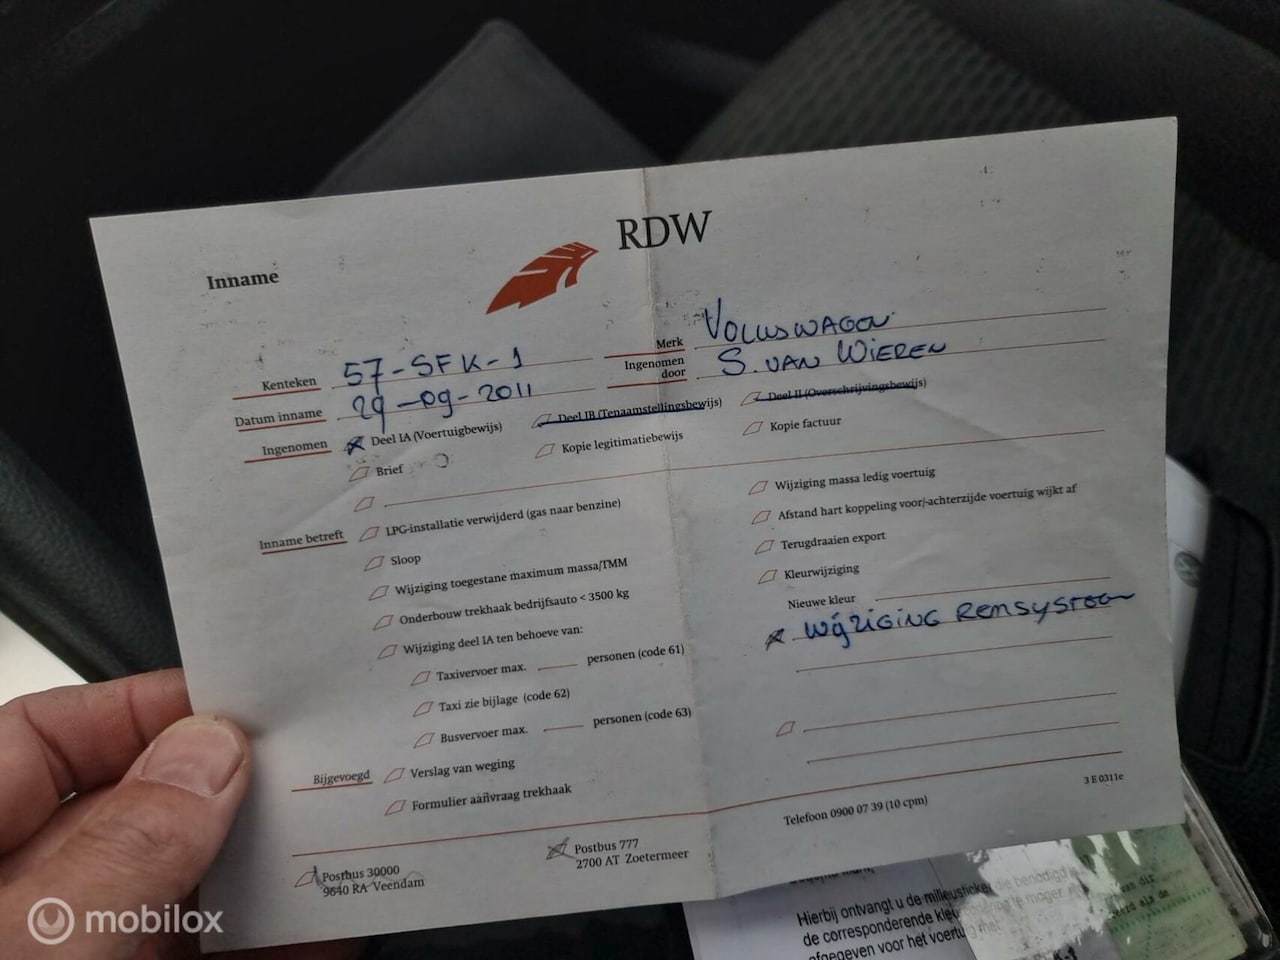 RDW
Inname
Kenteken 57-SFK-1
Merk VOLKSWAGEN
Datum inname 29-09-2011
Ingenomen door S. VAN WIEREN
Ingenomen Deel IA (Voertuigbewijs) Deel IB (Tenaamstellingsbewijs) Deel II (Overschrijvingsbewijs)
Brief Kopie legitimatiebewijs Kopie factuur
Inname betreft LPG-installatie verwijderd (gas naar benzine)
Sloop
Wijziging toegestane maximum massa/TMM
Onderbouw trekhaak bedrijfsauto < 3500 kg
Wijziging deel IA ten behoeve van:
Taxivervoer max. personen (code 61)
Taxi zie bijlage (code 62)
Busvervoer max. personen (code 63)
Wijziging massa ledig voertuig
Afstand hart koppeling voor/-achterzijde voertuig wijkt af
Terugdraaien export
Kleurwijziging
Nieuwe kleur
WIJZIGING REMSYSTEEM
Bijgevoegd Verslag van weging
Formulier aanvraag trekhaak
3 E 0311e
Telefoon 0900 07 39 (10 cpm)
Postbus 30000
9640 RA Veendam
Postbus 777
2700 AT Zoetermeer
Hierbij ontvangt u de milieusticker die benodigd
de corresponderende
afgegeven voor het
mobilox